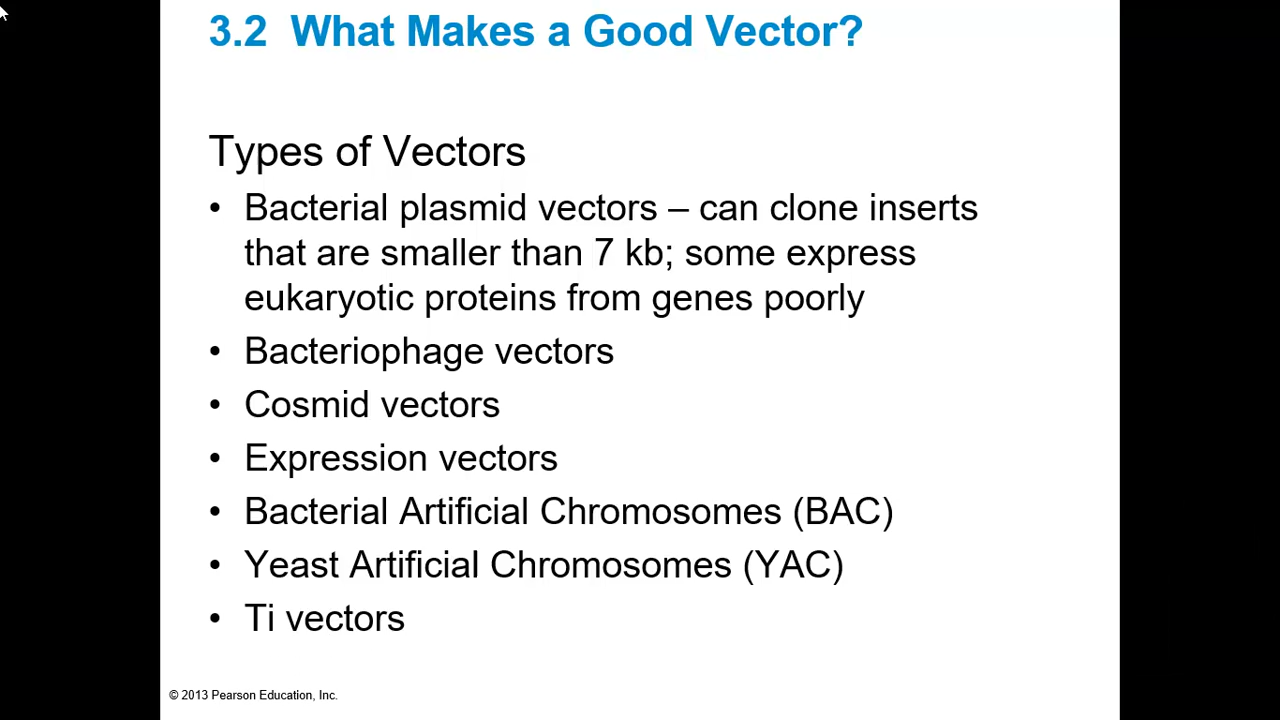 3.2 What Makes a Good Vector?
Types of Vectors
• Bacterial plasmid vectors – can clone inserts
that are smaller than 7 kb; some express
eukaryotic proteins from genes poorly
• Bacteriophage vectors
• Cosmid vectors
• Expression vectors
• Bacterial Artificial Chromosomes (BAC)
• Yeast Artificial Chromosomes (YAC)
• Ti vectors
© 2013 Pearson Education, Inc.